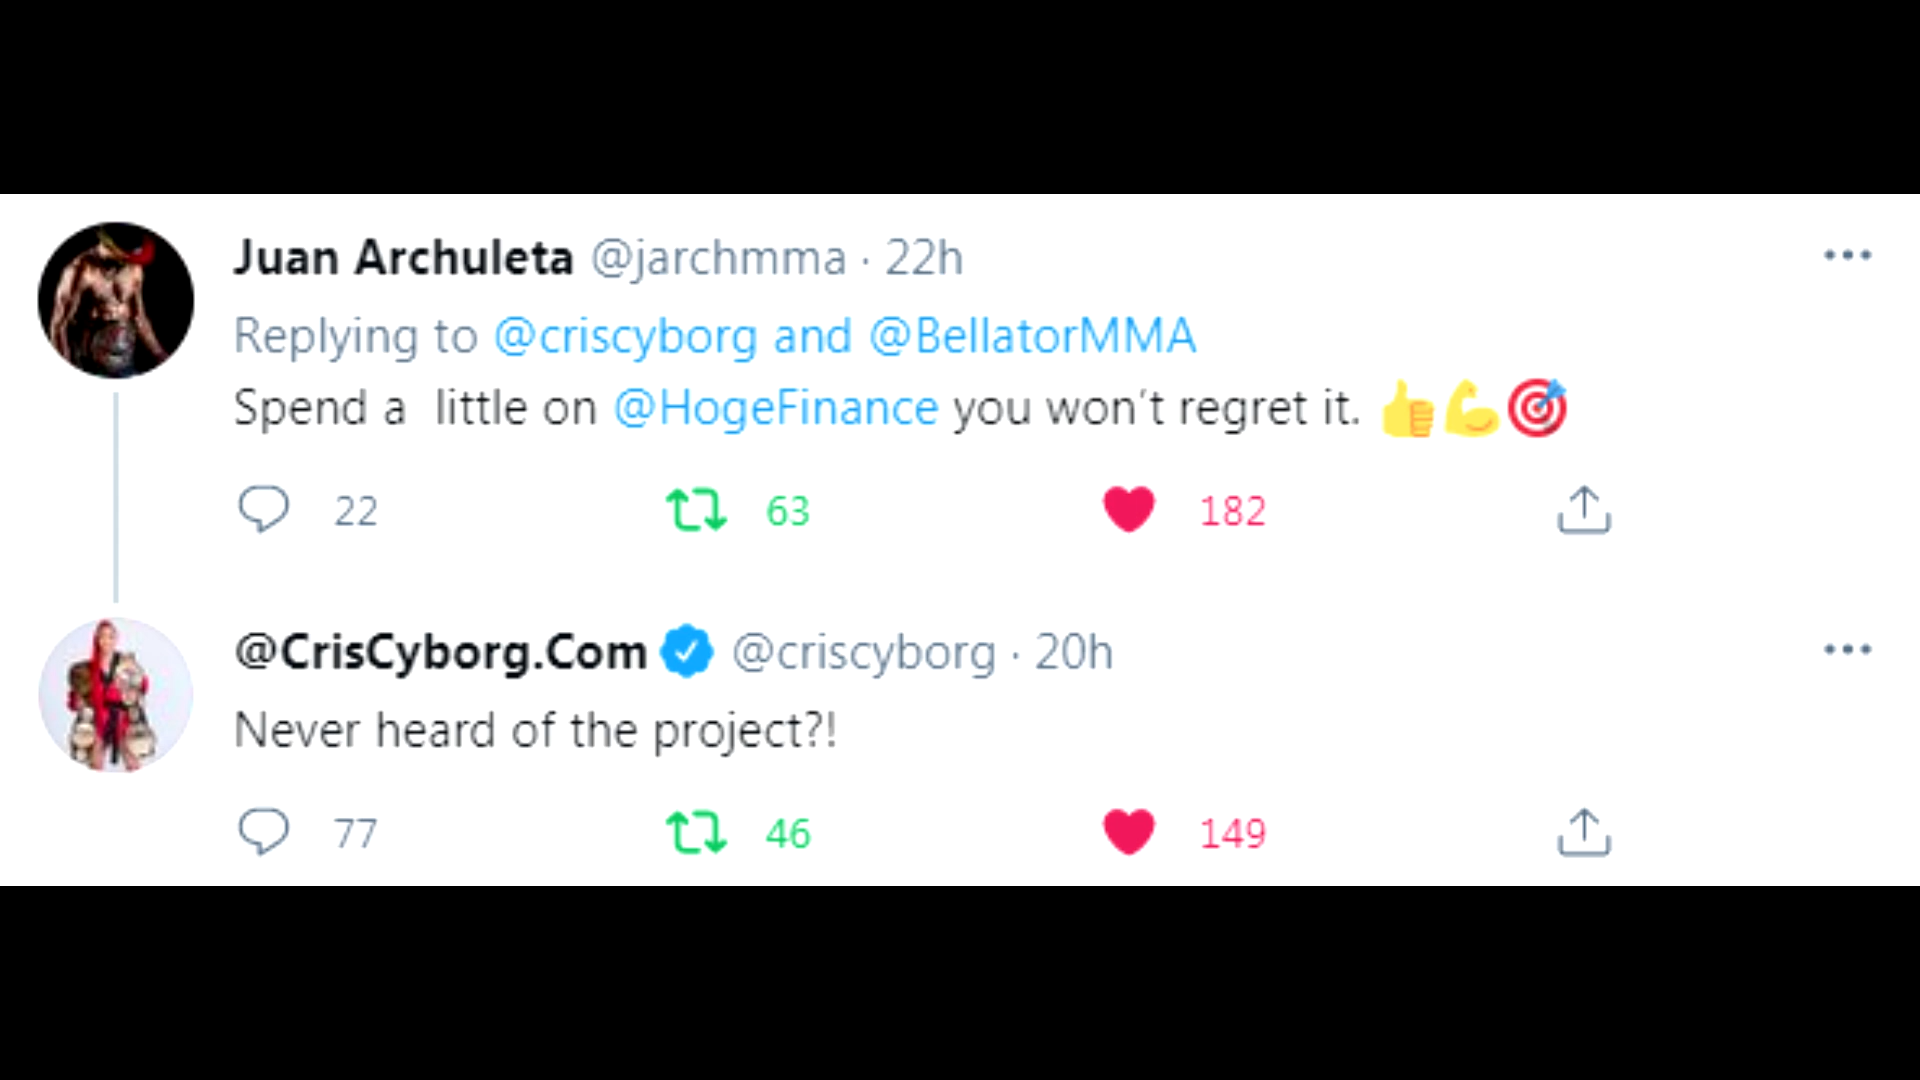 Juan Archuleta @jarchmma · 22h
Replying to @criscyborg and @BellatorMMA
Spend a  little on @HogeFinance you won’t regret it. 👍💪🎯
22 63 182
@CrisCyborg.Com @criscyborg · 20h
Never heard of the project?!
77 46 149